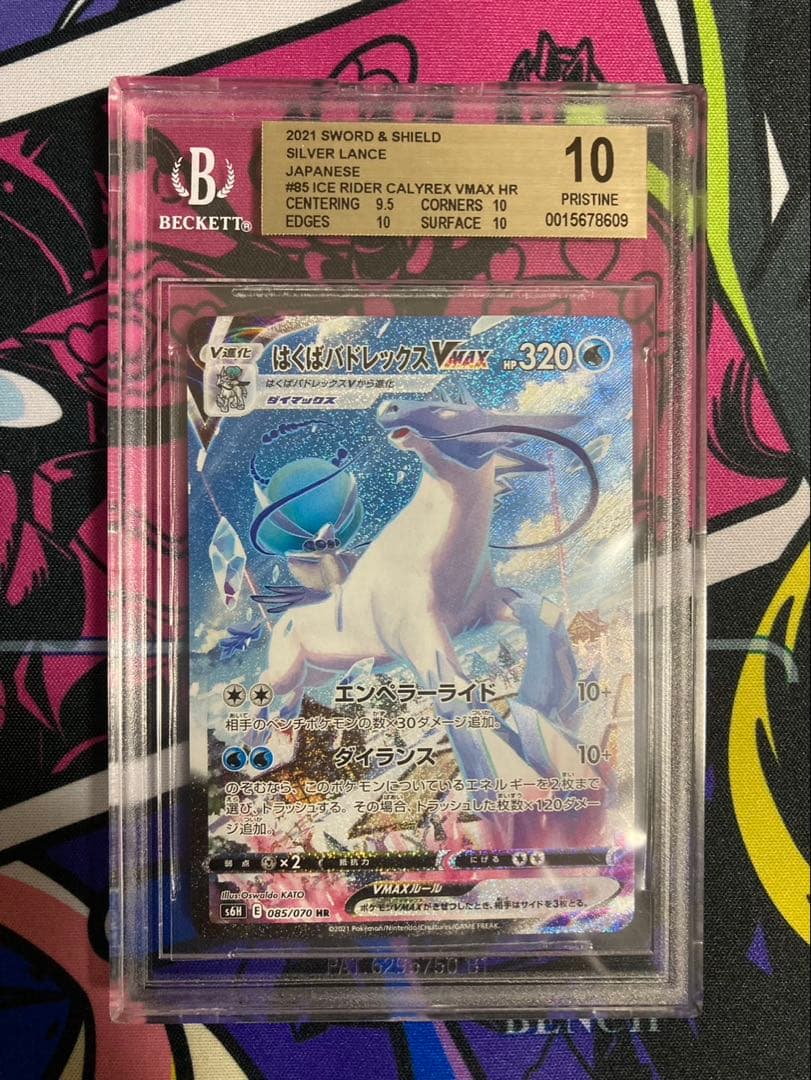 2021 SWORD & SHIELD
SILVER LANCE
JAPANESE
#85 ICE RIDER CALYREX VMAX HR
CENTERING 9.5 CORNERS 10
EDGES 10 SURFACE 10
10
PRISTINE
0015678609
B
BECKETT®
V進化
はくばバドレックスVMAX HP320
はくばバドレックスVから進化
ダイマックス
エンペラーライド 10+
相手のベンチポケモンの数×30ダメージ追加。
ダイランス 10+
のぞむなら、このポケモンについているエネルギーを2枚まで
選び、トラッシュする。その場合、トラッシュした枚数×120ダメー
ジ追加。
弱点 ×2 抵抗力 にげる
Illus. Oswaldo KATO
VMAXルール
s6H E 085/070 HR
ポケモンVMAXがきぜつしたとき、相手はサイドを3枚とる。
©2021 Pokémon/Nintendo/Creatures/GAME FREAK.
PAT. 6295750 B1
BENCH